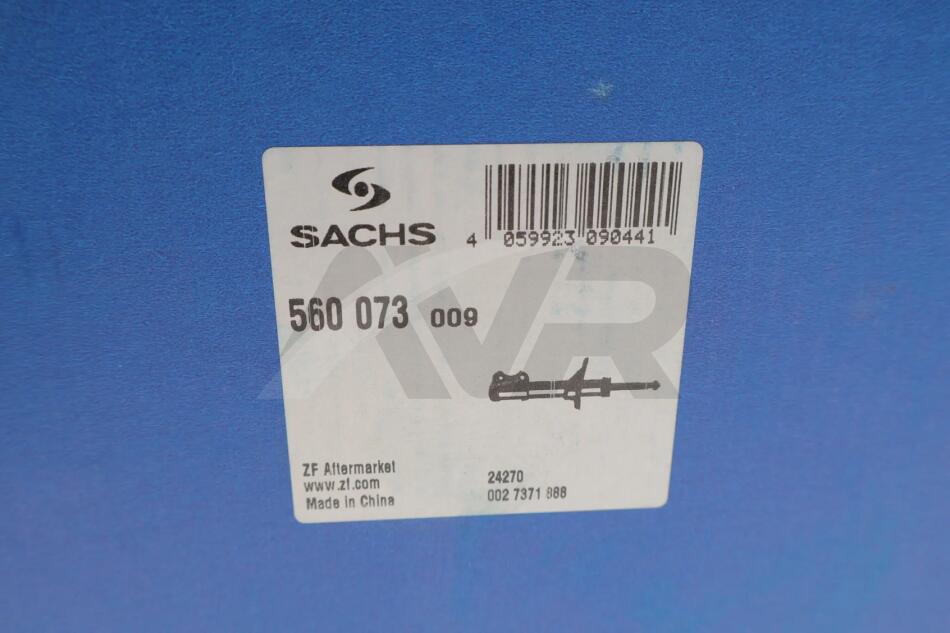 SACHS
4 059923 090441
560 073 009
AVR
ZF Aftermarket
www.zf.com
Made in China
24270
002 7371 888